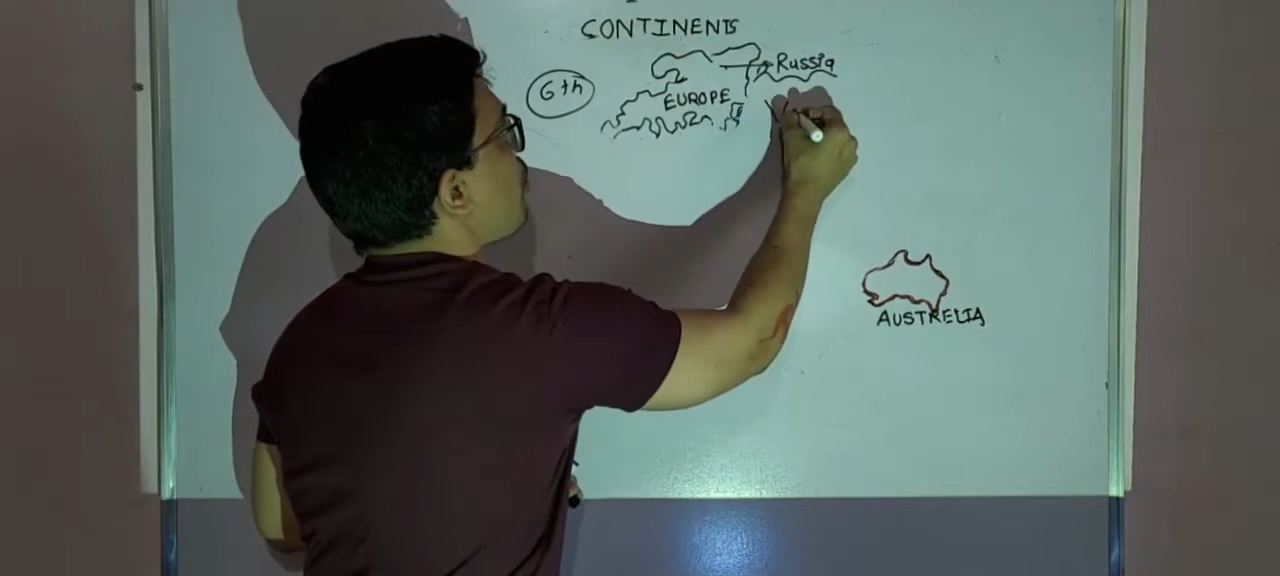 CONTINENTS
6th
Russia
EUROPE
AUSTRELIA